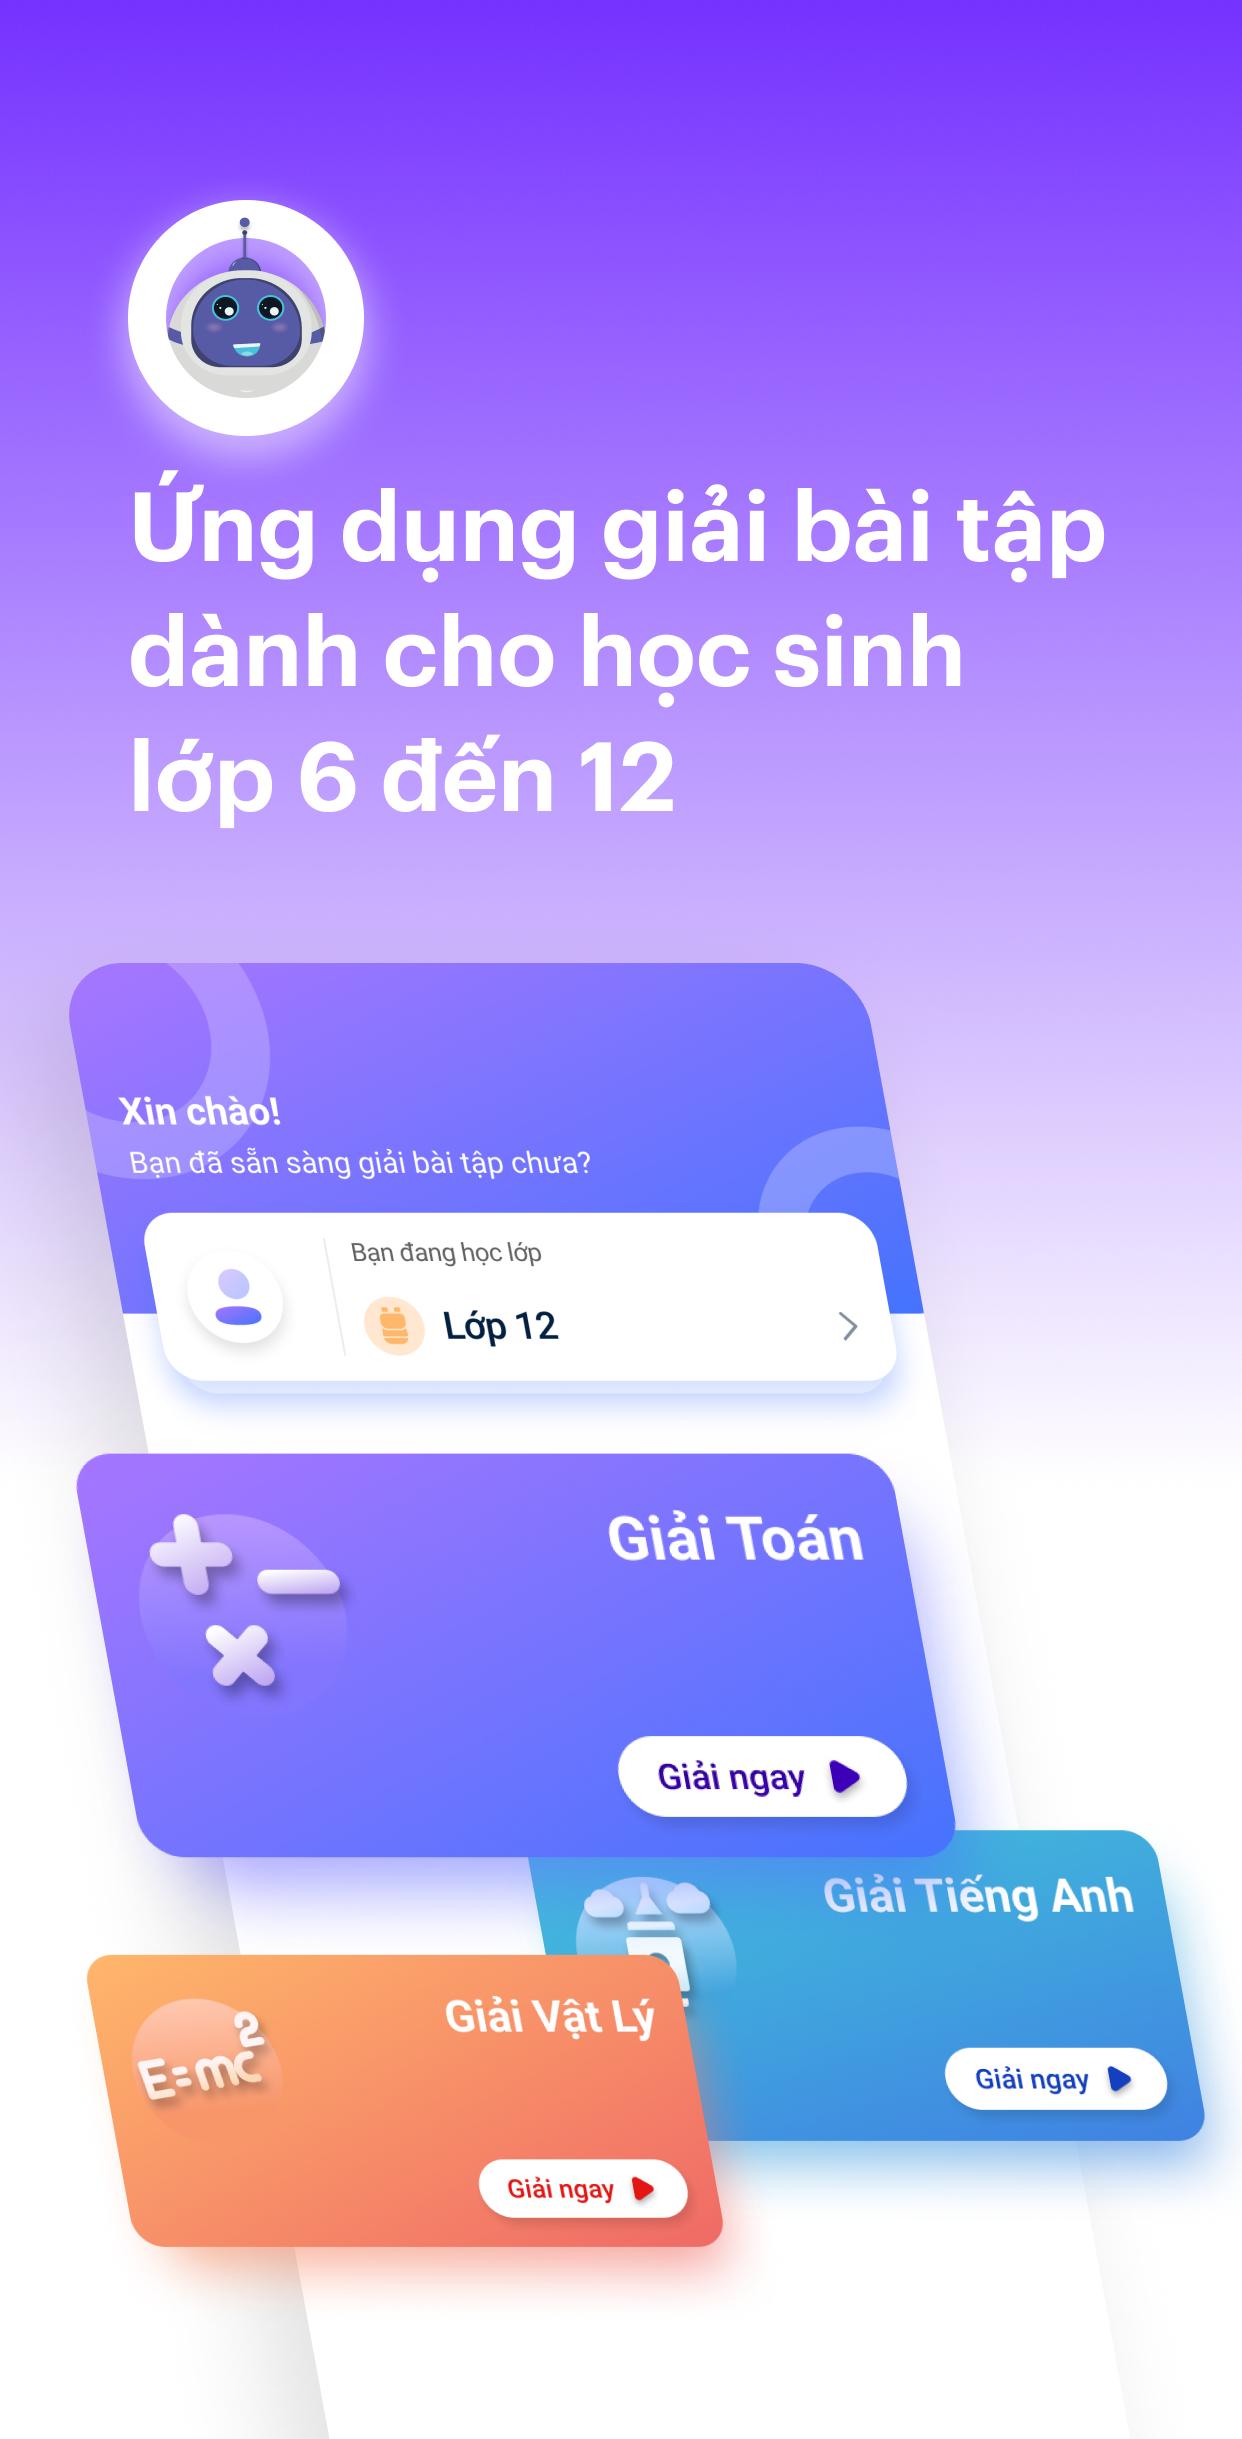 Ứng dụng giải bài tập
dành cho học sinh
lớp 6 đến 12
Xin chào!
Bạn đã sẵn sàng giải bài tập chưa?
Bạn đang học lớp
Lớp 12
Giải Toán
Giải ngay
Giải Tiếng Anh
Giải ngay
Giải Vật Lý
E=mc²
Giải ngay